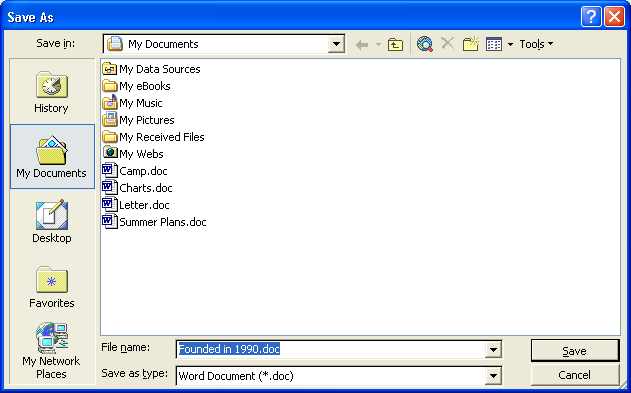 Save As
Save in:
My Documents
Tools
History
My Documents
Desktop
Favorites
My Network
Places
My Data Sources
My eBooks
My Music
My Pictures
My Received Files
My Webs
Camp.doc
Charts.doc
Letter.doc
Summer Plans.doc
File name:
Founded in 1990.doc
Save
Save as type:
Word Document (*.doc)
Cancel